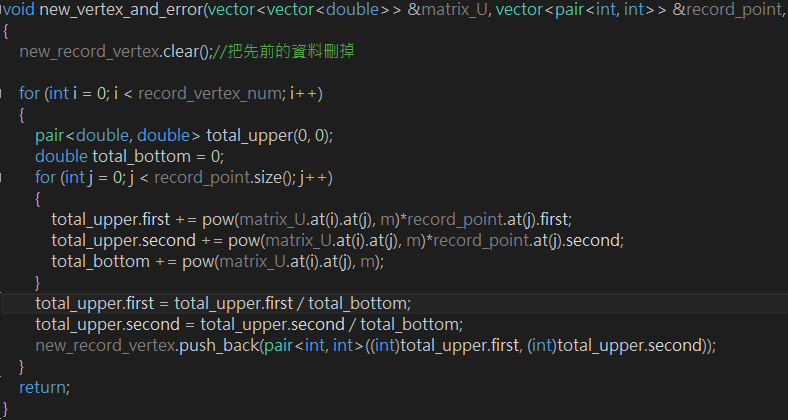 void new_vertex_and_error(vector<vector<double>> &matrix_U, vector<pair<int, int>> &record_point,
{
new_record_vertex.clear();//把先前的資料刪掉
for (int i = 0; i < record_vertex_num; i++)
{
pair<double, double> total_upper(0, 0);
double total_bottom = 0;
for (int j = 0; j < record_point.size(); j++)
{
total_upper.first += pow(matrix_U.at(i).at(j), m)*record_point.at(j).first;
total_upper.second += pow(matrix_U.at(i).at(j), m)*record_point.at(j).second;
total_bottom += pow(matrix_U.at(i).at(j), m);
}
total_upper.first = total_upper.first / total_bottom;
total_upper.second = total_upper.second / total_bottom;
new_record_vertex.push_back(pair<int, int>((int)total_upper.first, (int)total_upper.second));
}
return;
}